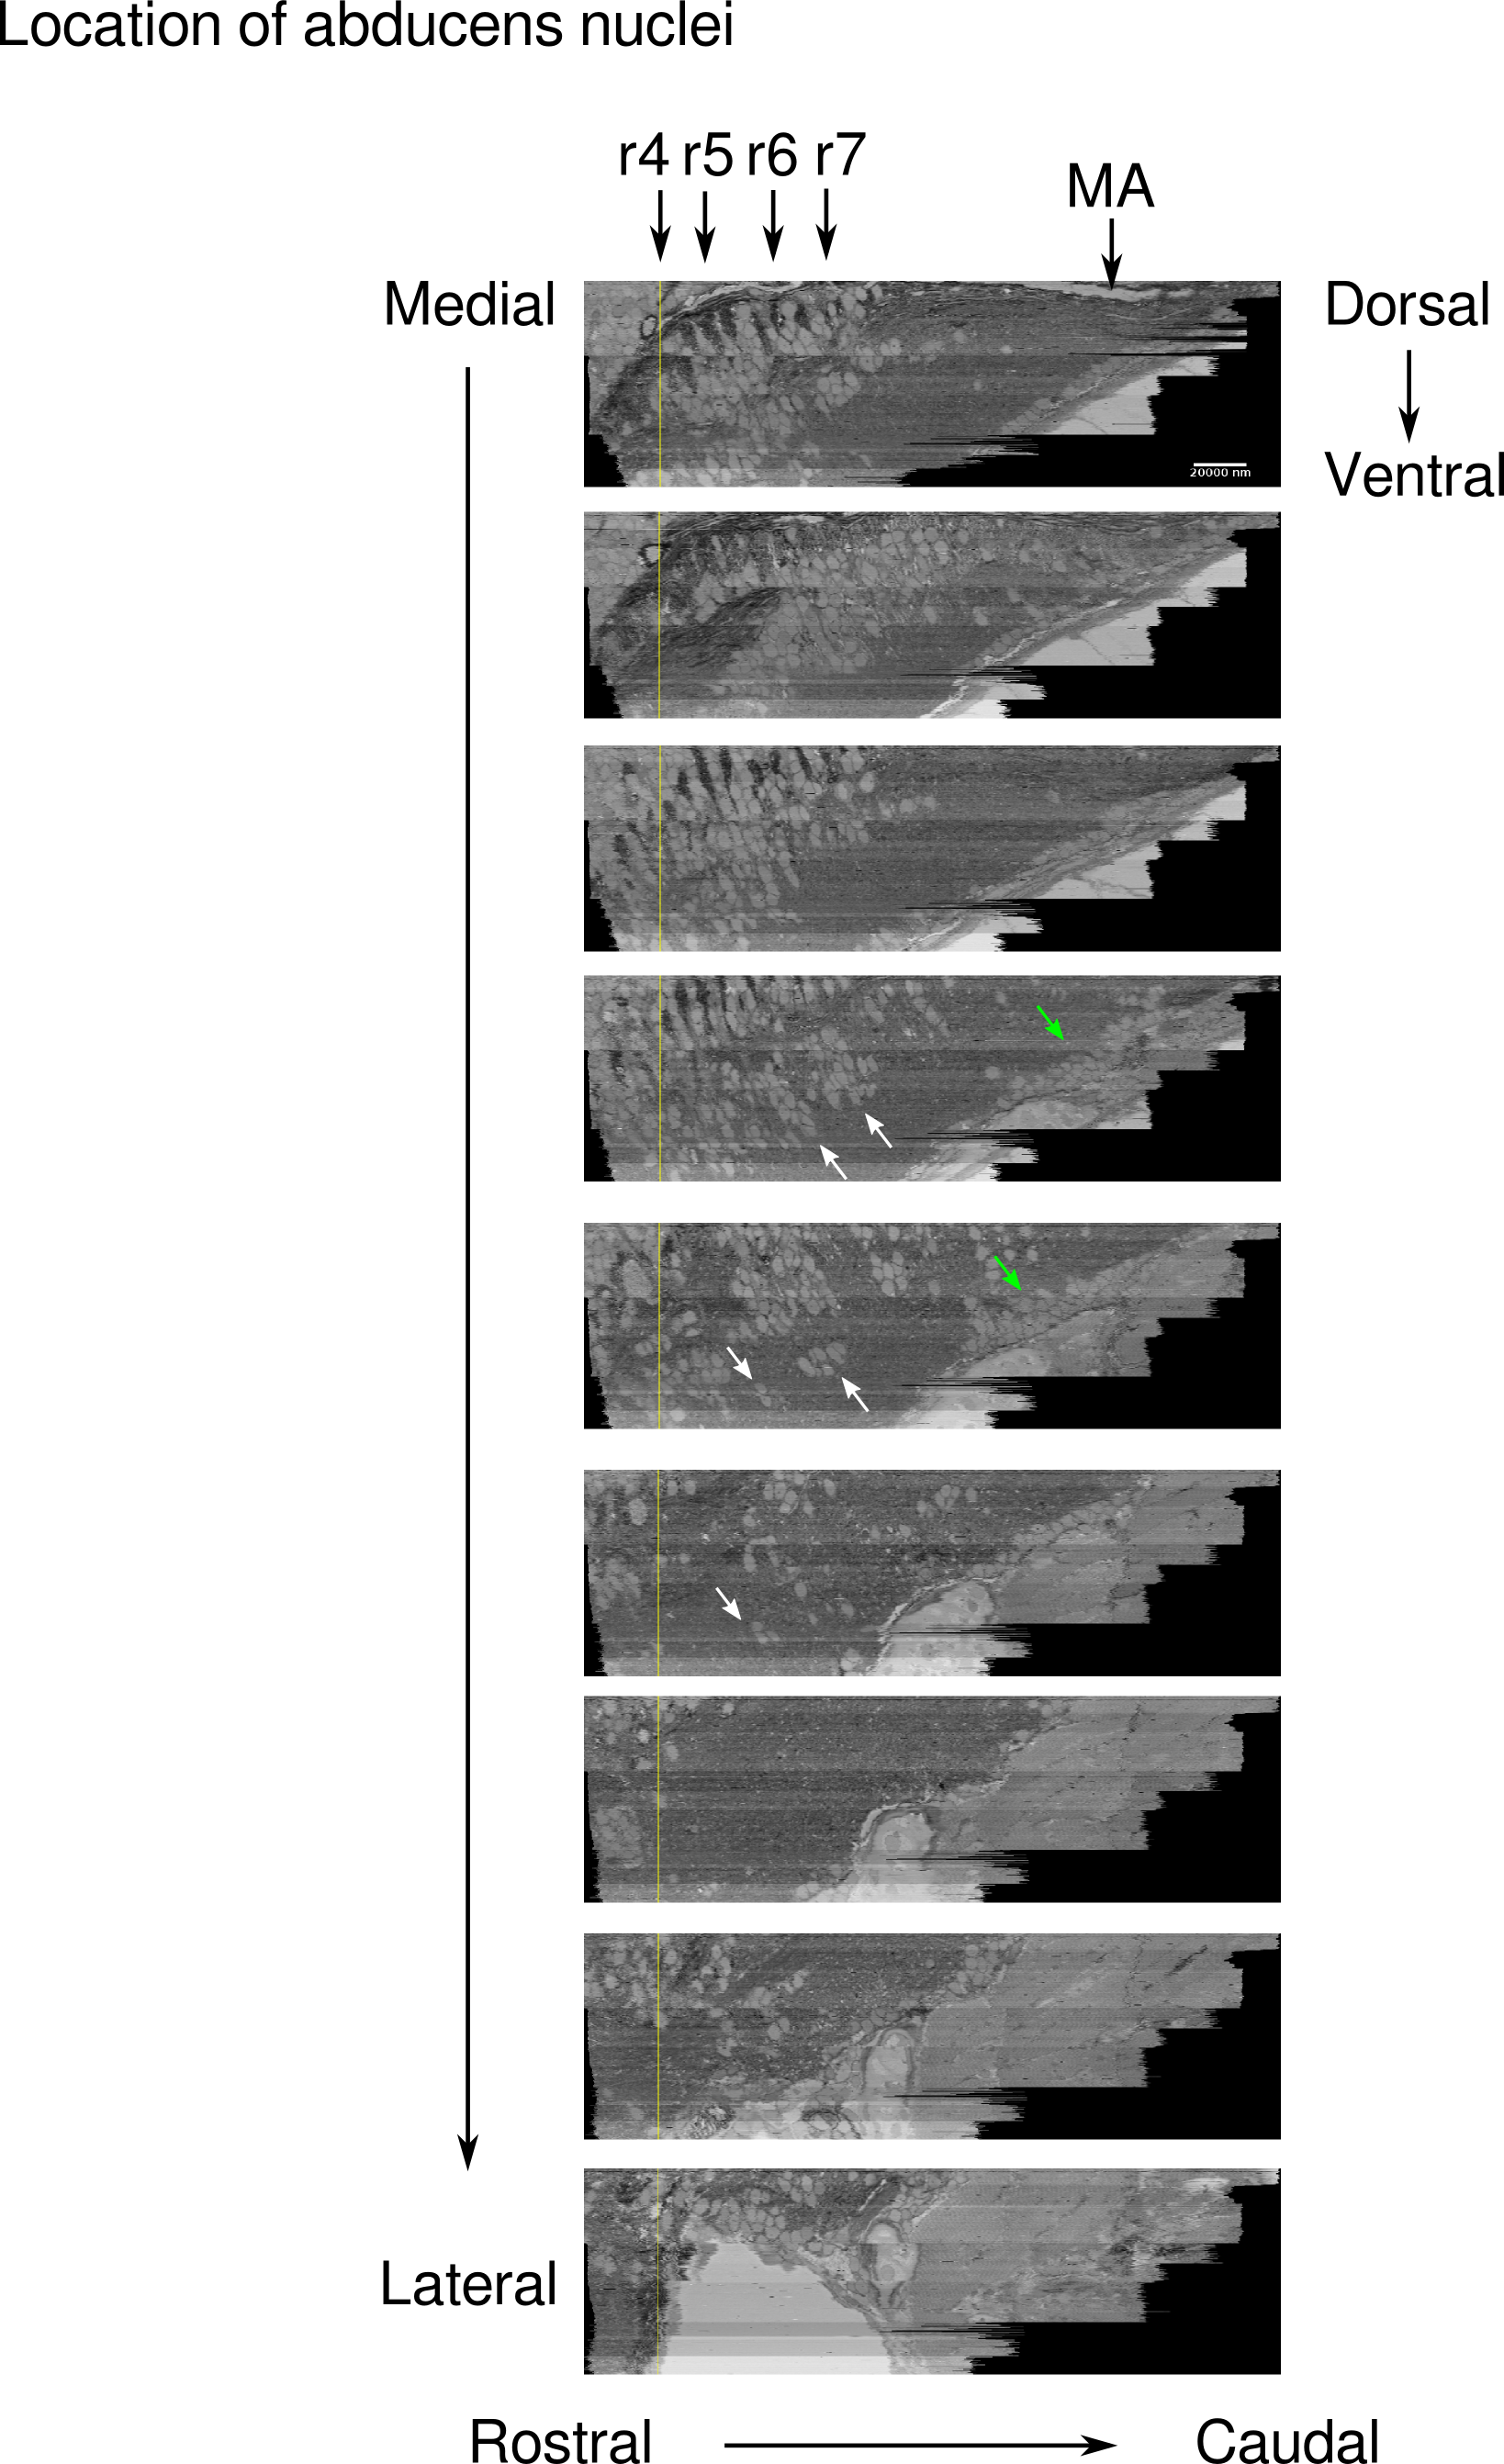 Location of abducens nuclei
r4 r5 r6 r7
MA
Medial
Dorsal
Ventral
20000 nm
Lateral
Rostral
Caudal